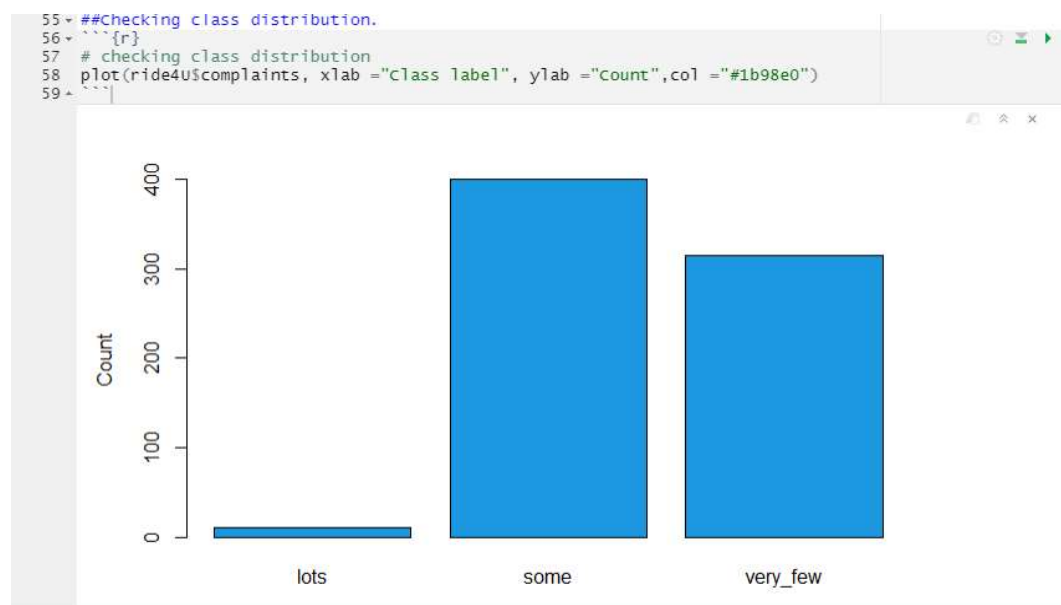 55 ##Checking class distribution.
56 ```{r}
57 # checking class distribution
58 plot(ride4U$complaints, xlab ="Class label", ylab ="Count",col ="#1b98e0")
59 ```
400
300
200
100
0
Count
lots some very_few